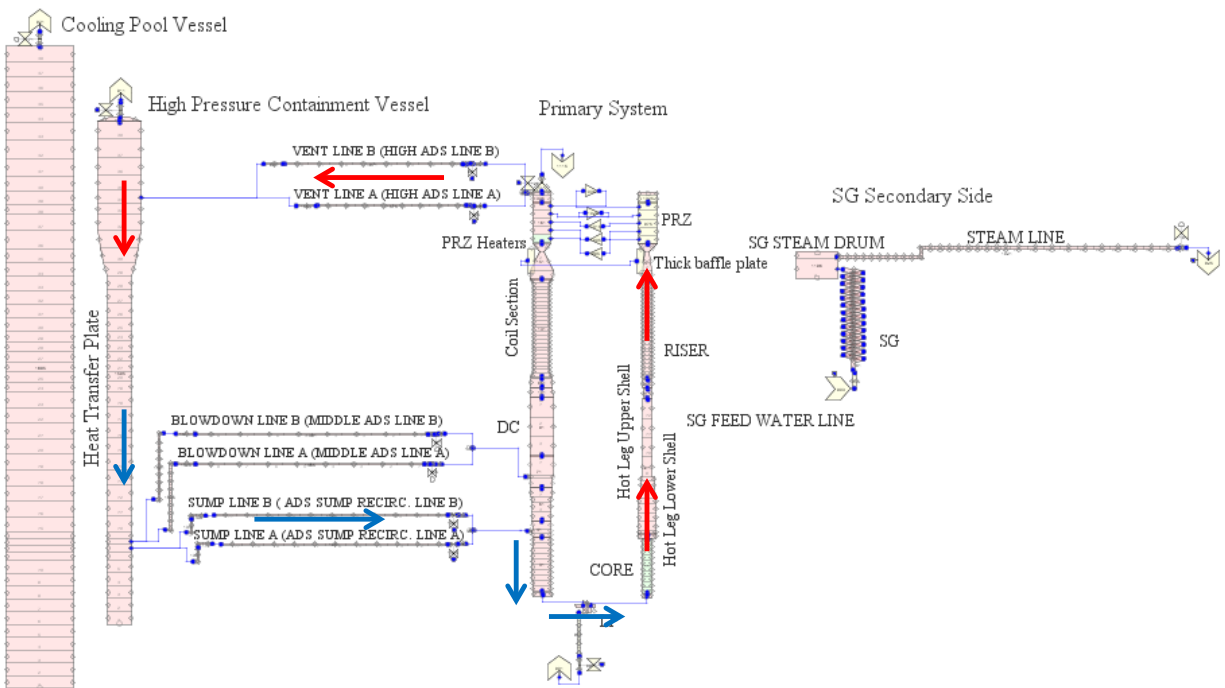 Cooling Pool Vessel
High Pressure Containment Vessel
Primary System
VENT LINE B (HIGH ADS LINE B)
VENT LINE A (HIGH ADS LINE A)
SG Secondary Side
PRZ
PRZ Heaters
SG STEAM DRUM
STEAM LINE
Thick baffle plate
Coil Section
RISER
SG
Heat Transfer Plate
BLOWDOWN LINE B (MIDDLE ADS LINE B)
DC
Hot Leg Upper Shell
SG FEED WATER LINE
BLOWDOWN LINE A (MIDDLE ADS LINE A)
Hot Leg Lower Shell
SUMP LINE B ( ADS SUMP RECIRC. LINE B)
SUMP LINE A (ADS SUMP RECIRC. LINE A)
CORE